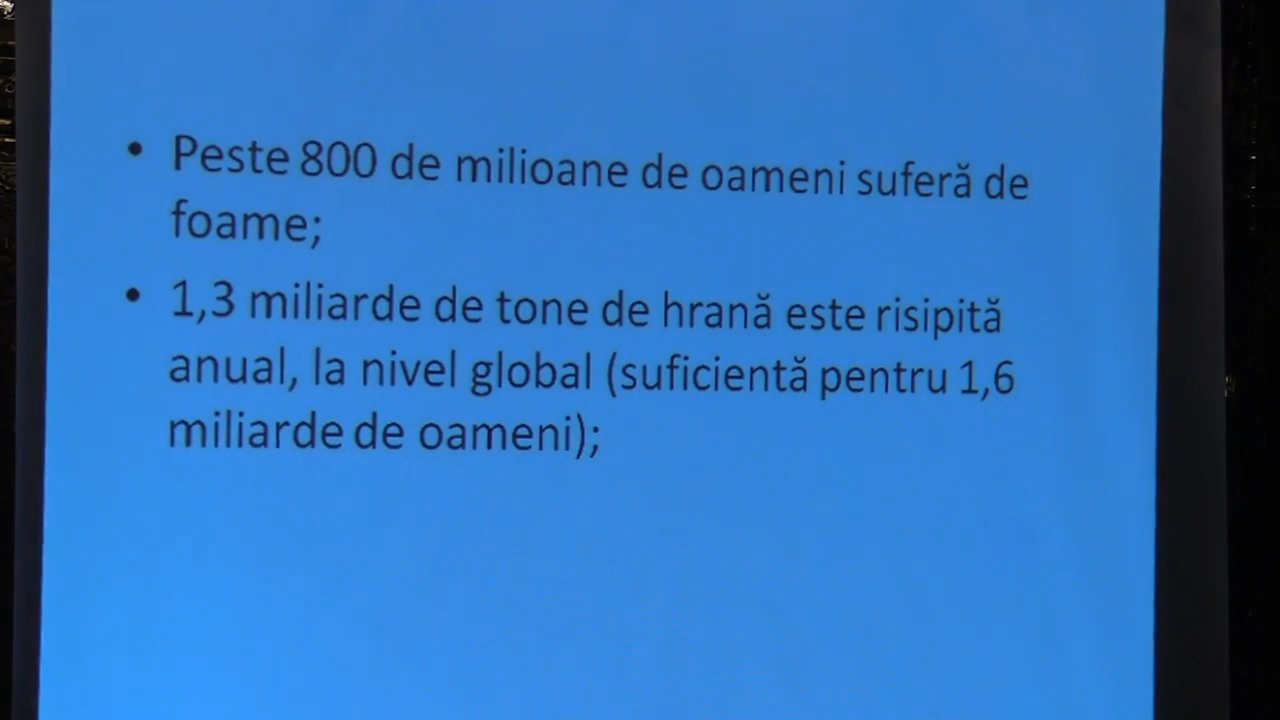 • Peste 800 de milioane de oameni suferă de
foame;
• 1,3 miliarde de tone de hrană este risipită
anual, la nivel global (suficientă pentru 1,6
miliarde de oameni);